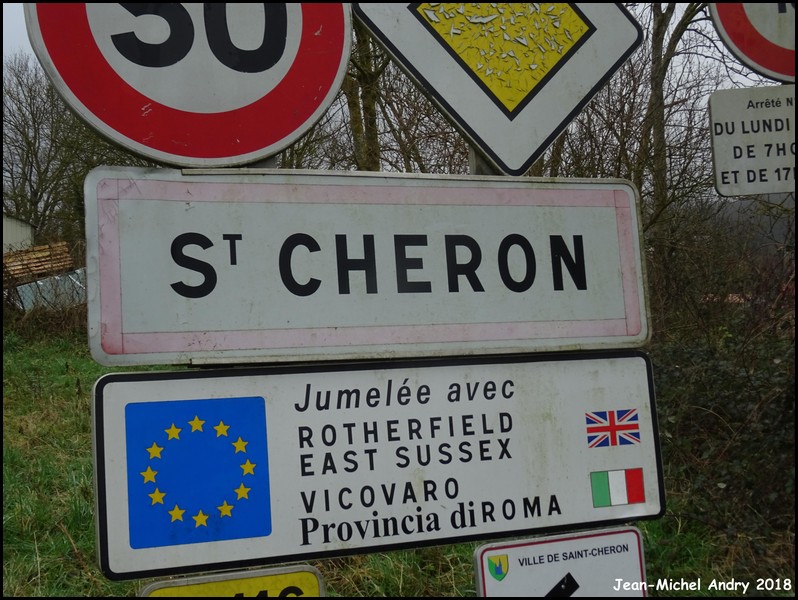 30
Arrêté N
DU LUNDI
DE 7H
ET DE 17
ST CHERON
Jumelée avec
ROTHERFIELD
EAST SUSSEX
VICOVARO
Provincia di ROMA
VILLE DE SAINT-CHERON
Jean-Michel Andry 2018